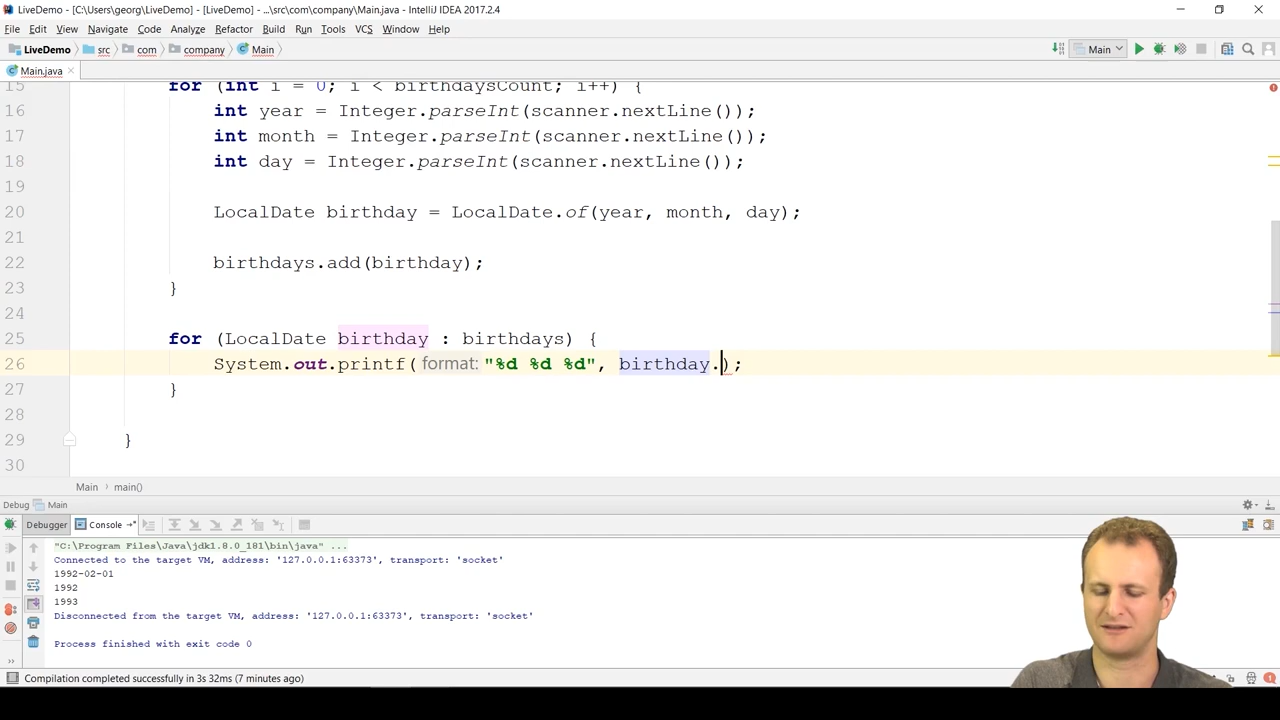 LiveDemo - [C:\Users\georg\LiveDemo] - [LiveDemo] - ...\src\com\company\Main.java - IntelliJ IDEA 2017.2.4
File Edit View Navigate Code Analyze Refactor Build Run Tools VCS Window Help
LiveDemo src com company Main Main
Main.java
15 for (int i = 0; i < birthdaysCount; i++) {
16 int year = Integer.parseInt(scanner.nextLine());
17 int month = Integer.parseInt(scanner.nextLine());
18 int day = Integer.parseInt(scanner.nextLine());
19
20 LocalDate birthday = LocalDate.of(year, month, day);
21
22 birthdays.add(birthday);
23 }
24
25 for (LocalDate birthday : birthdays) {
26 System.out.printf( format: "%d %d %d", birthday.);
27 }
28
29 }
30
Main main()
Debug Main
Debugger Console
"C:\Program Files\Java\jdk1.8.0_181\bin\java" ...
Connected to the target VM, address: '127.0.0.1:63373', transport: 'socket'
1992-02-01
1992
1993
Disconnected from the target VM, address: '127.0.0.1:63373', transport: 'socket'
Process finished with exit code 0
Compilation completed successfully in 3s 32ms (7 minutes ago)